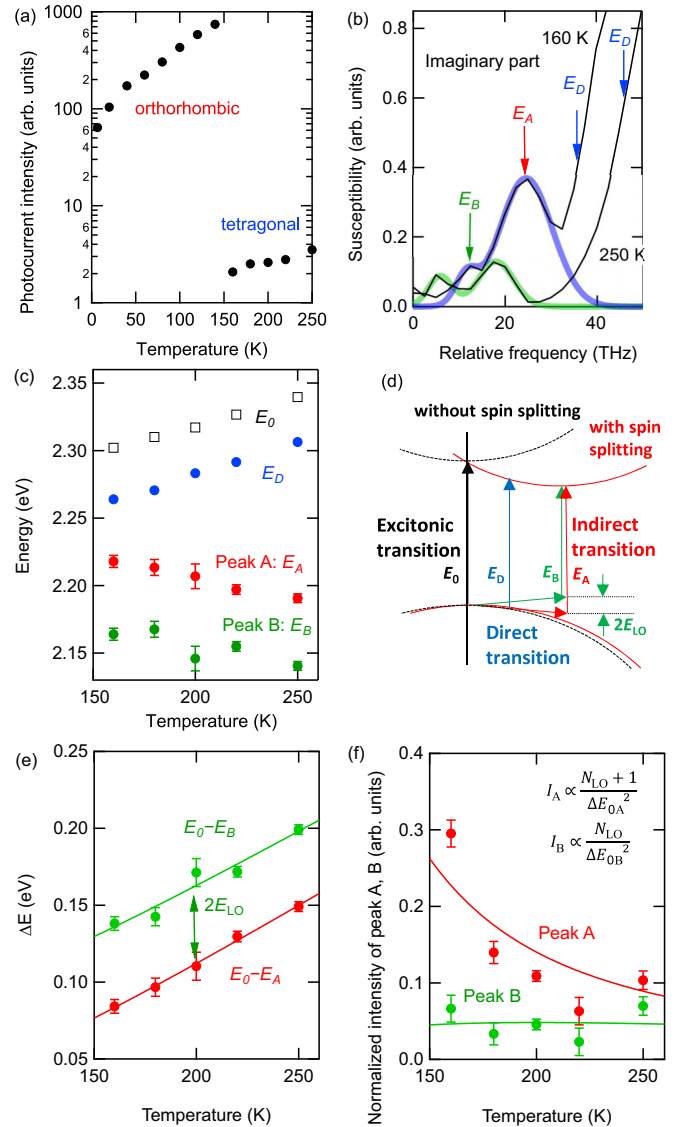 (a)
1000
6
4
2
100
6
4
2
10
6
4
2
1
Photocurrent intensity (arb. units)
orthorhombic
tetragonal
0
50
100
150
200
250
Temperature (K)
(b)
0.8
0.4
0.0
Susceptibility (arb. units)
Imaginary part
160 K
E_D
E_D
E_A
E_B
250 K
0
20
40
Relative frequency (THz)
(c)
2.35
2.30
2.25
2.20
2.15
Energy (eV)
E_0
E_D
Peak A: E_A
Peak B: E_B
150
200
250
Temperature (K)
(d)
without spin splitting
with spin
splitting
Excitonic
transition
E_0
E_D
E_B
E_A
Indirect
transition
Direct
transition
2E_LO
(e)
0.25
0.20
0.15
0.10
0.05
ΔE (eV)
E_0−E_B
2E_LO
E_0−E_A
150
200
250
Temperature (K)
(f)
0.4
0.3
0.2
0.1
0.0
Normalized intensity of peak A, B (arb. units)
I_A ∝ (N_LO + 1) / ΔE_0A^2
I_B ∝ N_LO / ΔE_0B^2
Peak A
Peak B
150
200
250
Temperature (K)